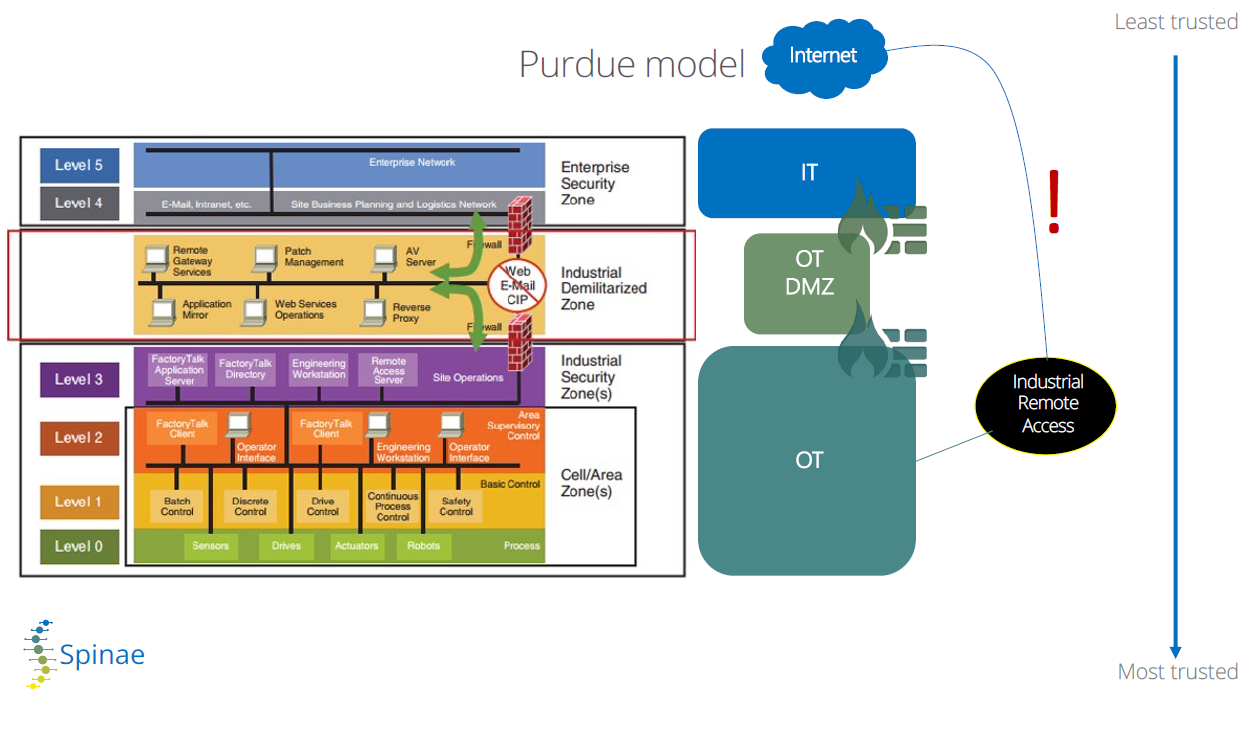 Purdue model
Internet
Least trusted
Level 5
Enterprise Network
Enterprise
Security
Zone
Level 4
E-Mail, Intranet, etc.
Site Business Planning and Logistics Network
IT
!
Firewall
Remote
Gateway
Services
Patch
Management
AV
Server
Web
E-Mail
CIP
Industrial
Demilitarized
Zone
OT
DMZ
Application
Mirror
Web Services
Operations
Reverse
Proxy
Firewall
Level 3
FactoryTalk
Application
Server
FactoryTalk
Directory
Engineering
Workstation
Remote
Access
Server
Site Operations
Industrial
Security
Zone(s)
Industrial
Remote
Access
Level 2
FactoryTalk
Client
Operator
Interface
FactoryTalk
Client
Engineering
Workstation
Operator
Interface
Area
Supervisory
Control
Cell/Area
Zone(s)
OT
Level 1
Batch
Control
Discrete
Control
Drive
Control
Continuous
Process
Control
Safety
Control
Basic Control
Level 0
Sensors
Drives
Actuators
Robots
Process
Spinae
Most trusted